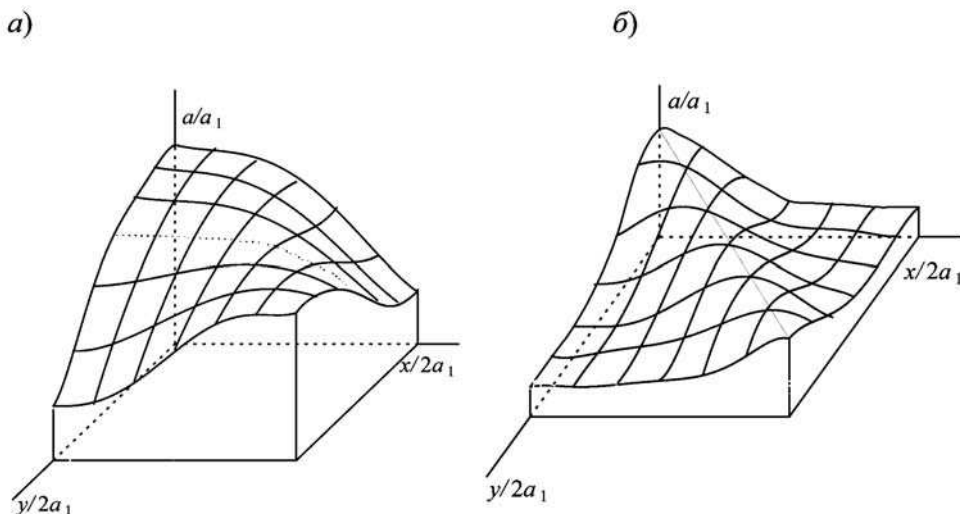 а)
a/a₁
x/2a₁
y/2a₁
б)
a/a₁
x/2a₁
y/2a₁